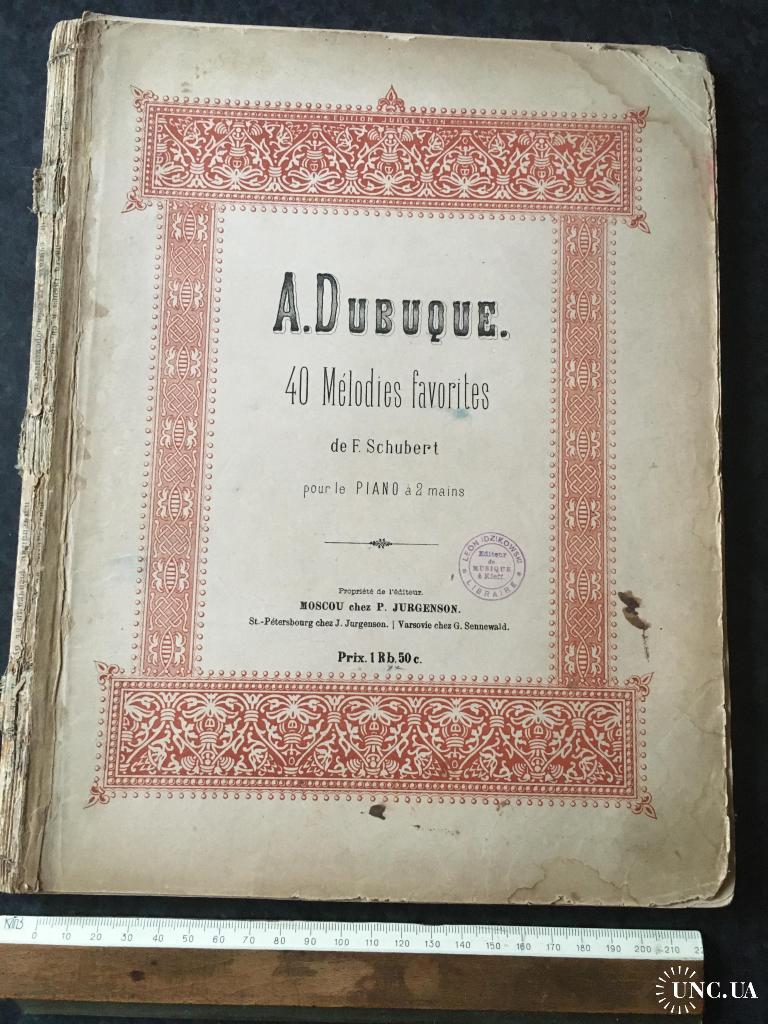 EDITION JURGENSON
A. DUBUQUE.
40 Mélodies favorites
de F. Schubert
pour le PIANO à 2 mains
LEON IDZIKOWSKI
Editeur
de
MUSIQUE
à Kieff.
LIBRAIRE
Propriété de l'éditeur.
MOSCOU chez P. JURGENSON.
St.-Pétersbourg chez J. Jurgenson. | Varsovie chez G. Sennewald.
Prix. 1 Rb. 50 c.
0 10 20 30 40 50 60 70 80 90 100 110 120 130 140 150 160 170 180 190 200 210
UNC.UA